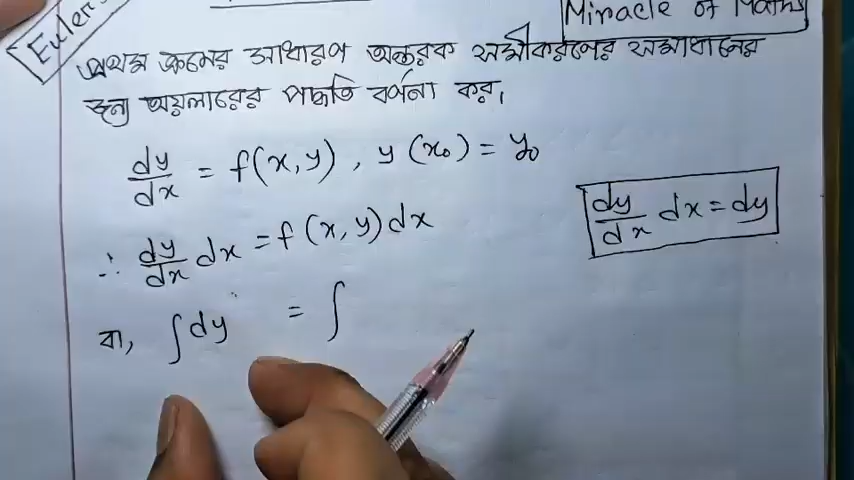 Euler
Miracle of Maths
প্রথম ক্রমের সাধারণ অন্তরক সমীকরণের সমাধানের
জন্য অয়লারের পদ্ধতি বর্ণনা কর।
dy/dx = f(x, y), y(x₀) = y₀
∴ dy/dx dx = f(x, y) dx
dy/dx dx = dy
বা, ∫ dy = ∫